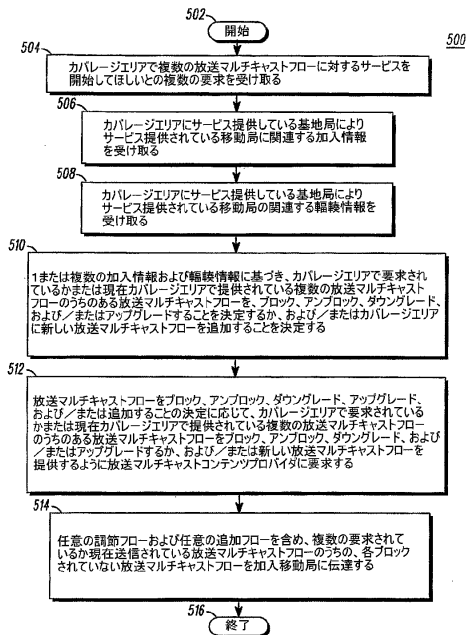 502
開始
500
504
カバレージエリアで複数の放送マルチキャストフローに対するサービスを
開始してほしいとの複数の要求を受け取る
506
カバレージエリアにサービス提供している基地局により
サービス提供されている移動局に関連する加入情報
を受け取る
508
カバレージエリアにサービス提供している基地局により
サービス提供されている移動局の関連する輻輳情報を
受け取る
510
1または複数の加入情報および輻輳情報に基づき、カバレージエリアで要求され
ているかまたは現在カバレージエリアで提供されている複数の放送マルチキャスト
フローのうちのある放送マルチキャストフローを、ブロック、アンブロック、ダウングレード、
および/またはアップグレードすることを決定するか、および/またはカバレージエリア
に新しい放送マルチキャストフローを追加することを決定する
512
放送マルチキャストフローをブロック、アンブロック、ダウングレード、アップグレード、
および/または追加することの決定に応じて、カバレージエリアで要求されている
かまたは現在カバレージエリアで提供されている複数の放送マルチキャストフロー
のうちのある放送マルチキャストフローをブロック、アンブロック、ダウングレード、および
/またはアップグレードするか、および/または新しい放送マルチキャストフローを
提供するように放送マルチキャストコンテンツプロバイダに要求する
514
任意の調節フローおよび任意の追加フローを含め、複数の要求されて
いるか現在送信されている放送マルチキャストフローのうちの、各ブロック
されていない放送マルチキャストフローを加入移動局に伝達する
516
終了